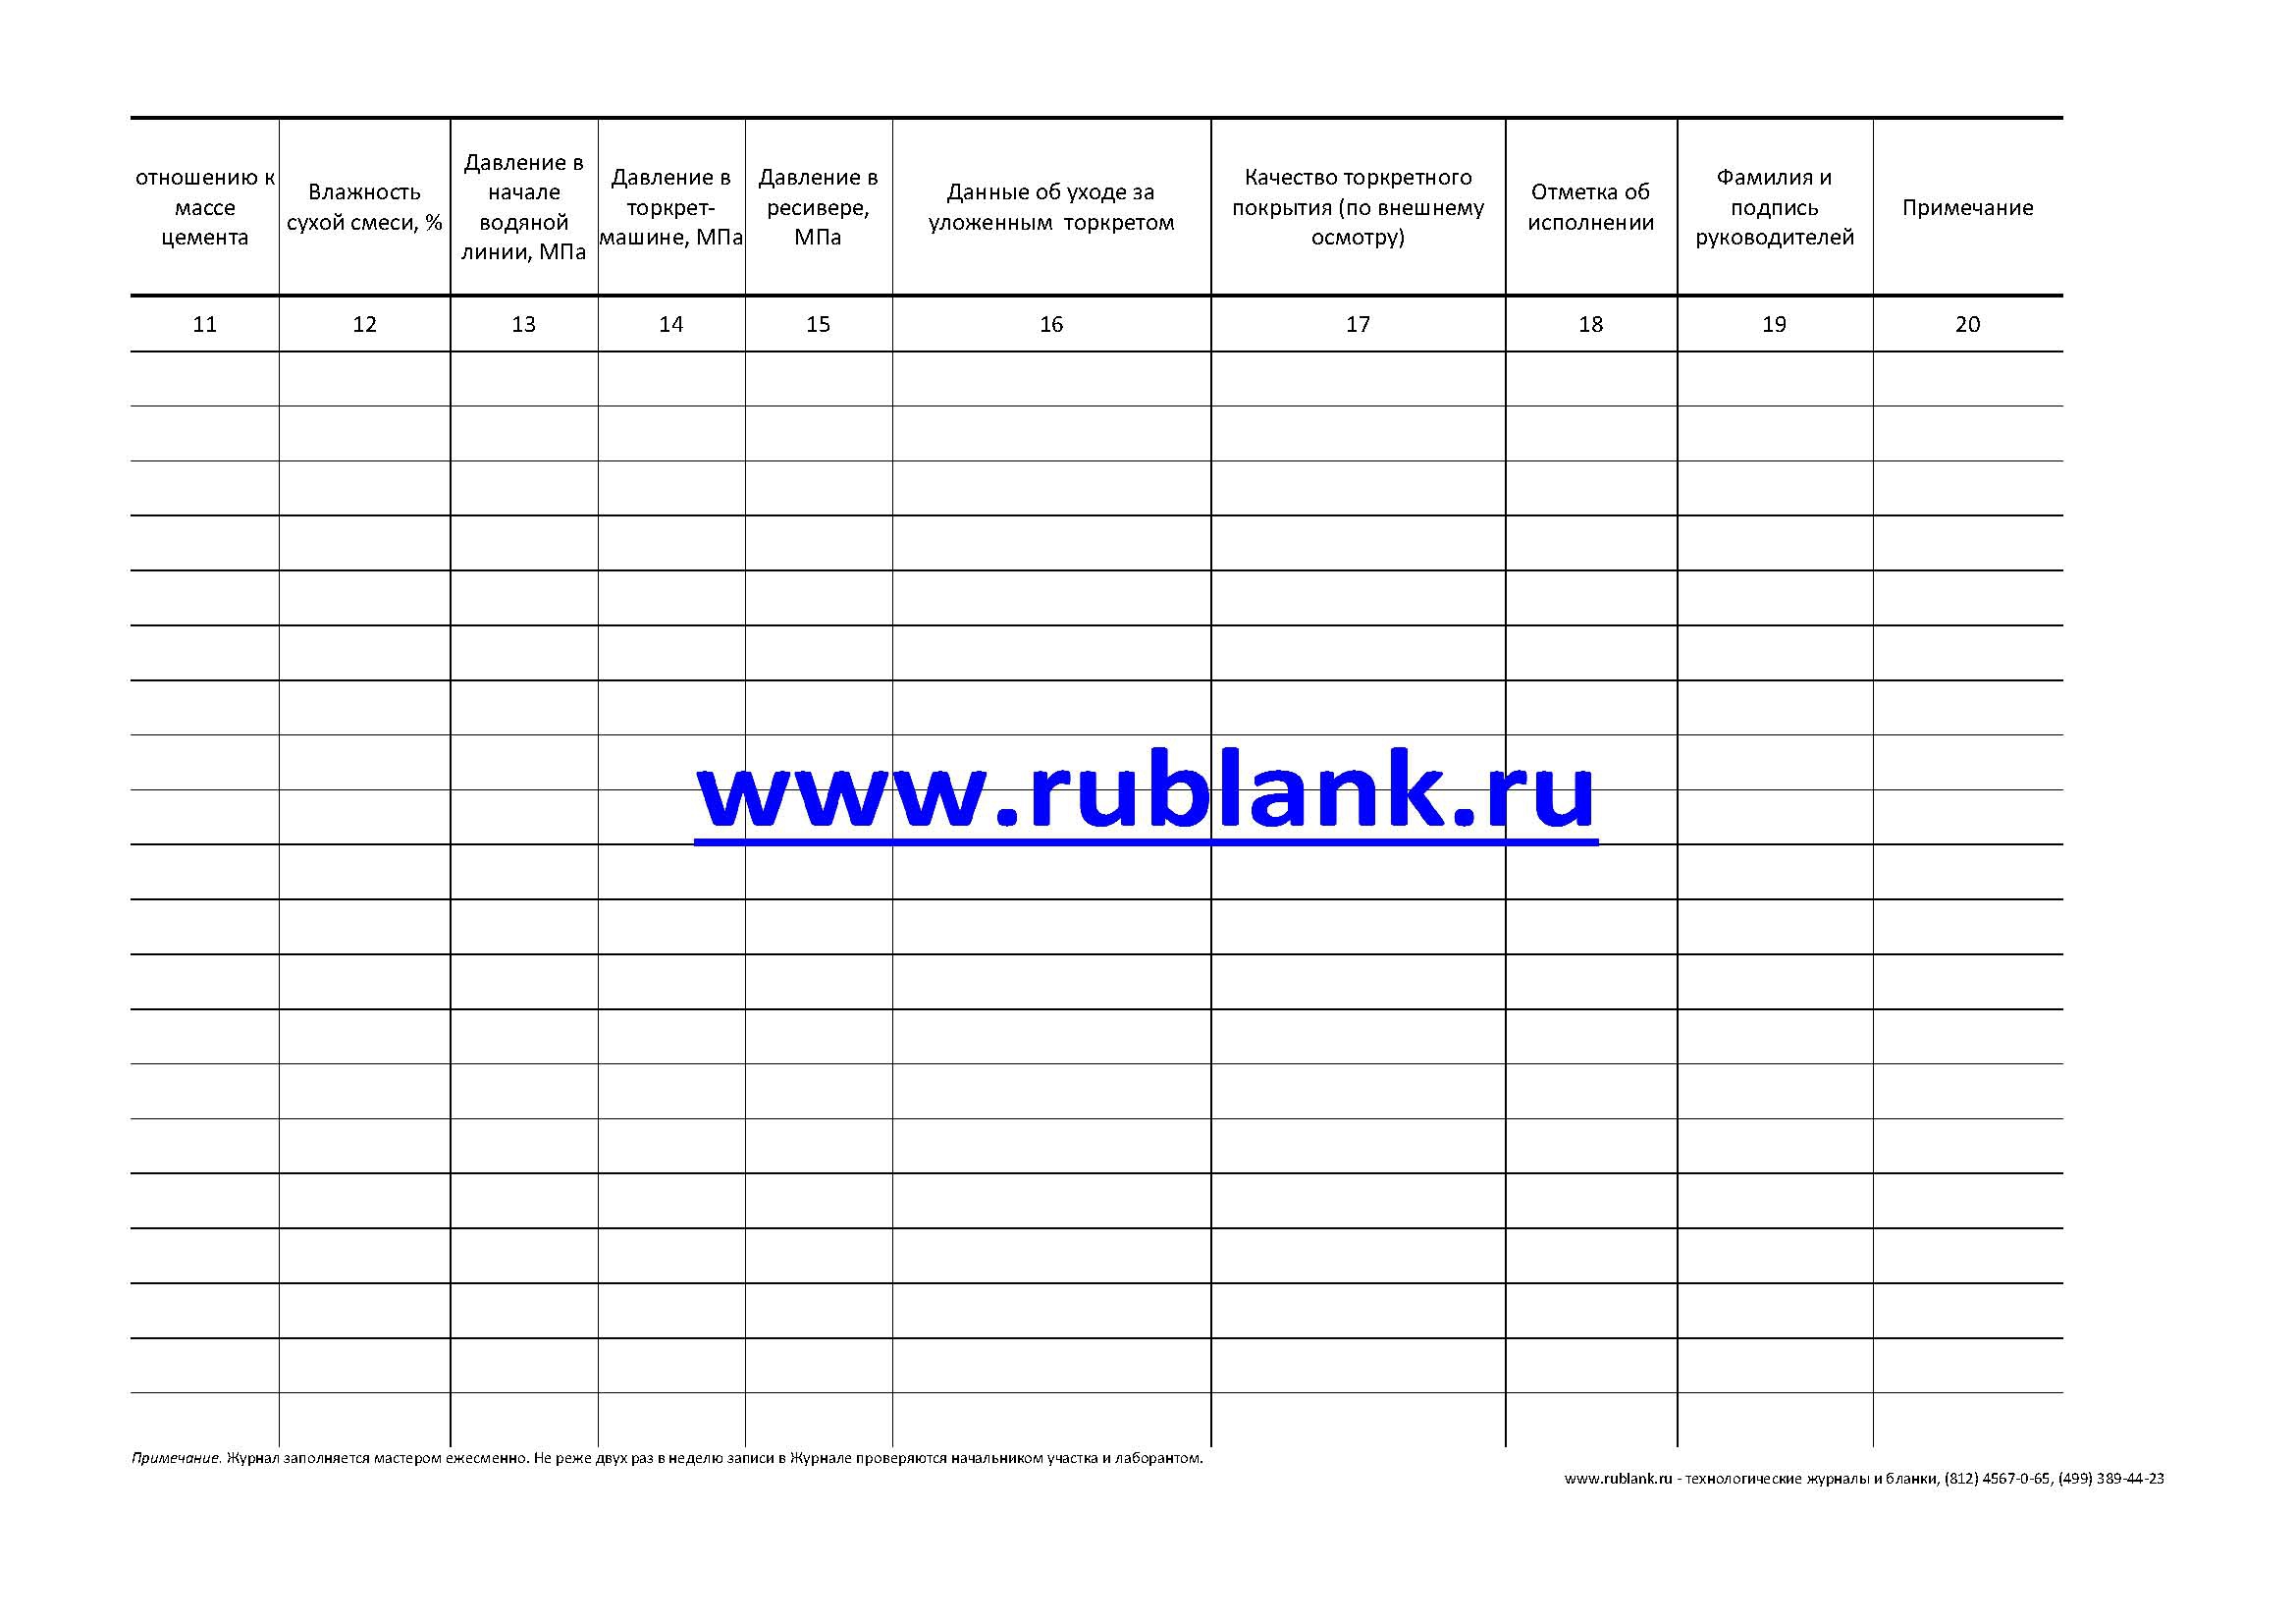 отношению к
массе
цемента
Влажность
сухой смеси, %
Давление в
начале
водяной
линии, МПа
Давление в
торкрет-
машине, МПа
Давление в
ресивере,
МПа
Данные об уходе за
уложенным торкретом
Качество торкретного
покрытия (по внешнему
осмотру)
Отметка об
исполнении
Фамилия и
подпись
руководителей
Примечание
11 12 13 14 15 16 17 18 19 20
www.rublank.ru
Примечание. Журнал заполняется мастером ежесменно. Не реже двух раз в неделю записи в Журнале проверяются начальником участка и лаборантом.
www.rublank.ru - технологические журналы и бланки, (812) 4567-0-65, (499) 389-44-23